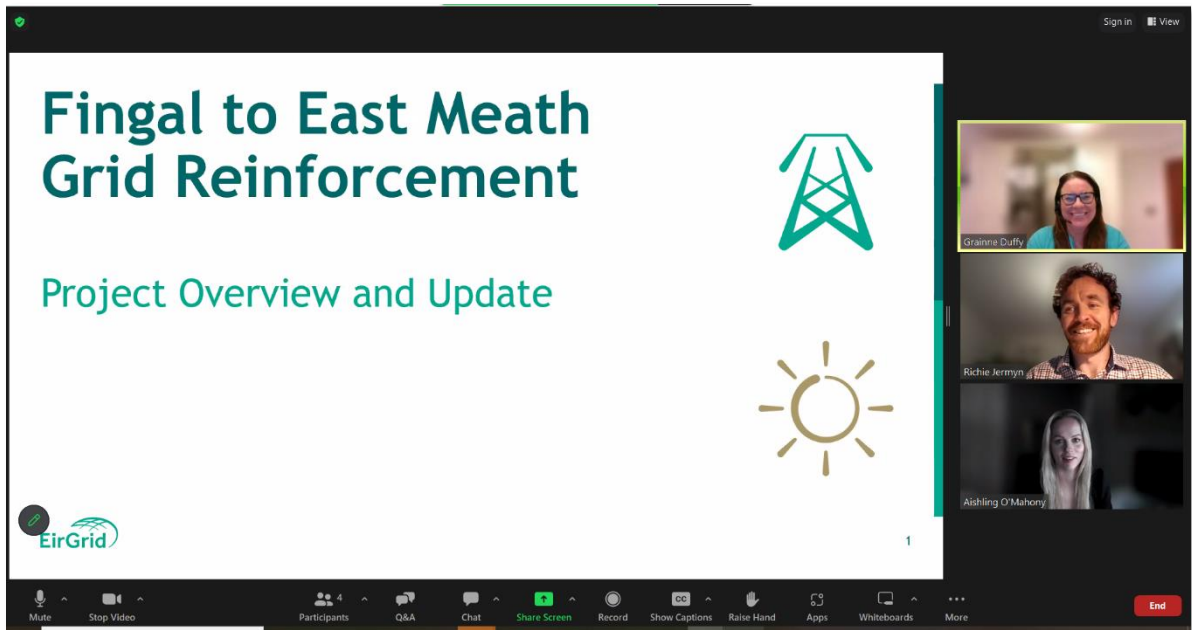 Sign in
View
Fingal to East Meath
Grid Reinforcement
Project Overview and Update
EirGrid
1
Grainne Duffy
Richie Jermyn
Aishling O'Mahony
Mute
Stop Video
4
Participants
Q&A
Chat
Share Screen
Record
CC
Show Captions
Raise Hand
Apps
Whiteboards
More
End